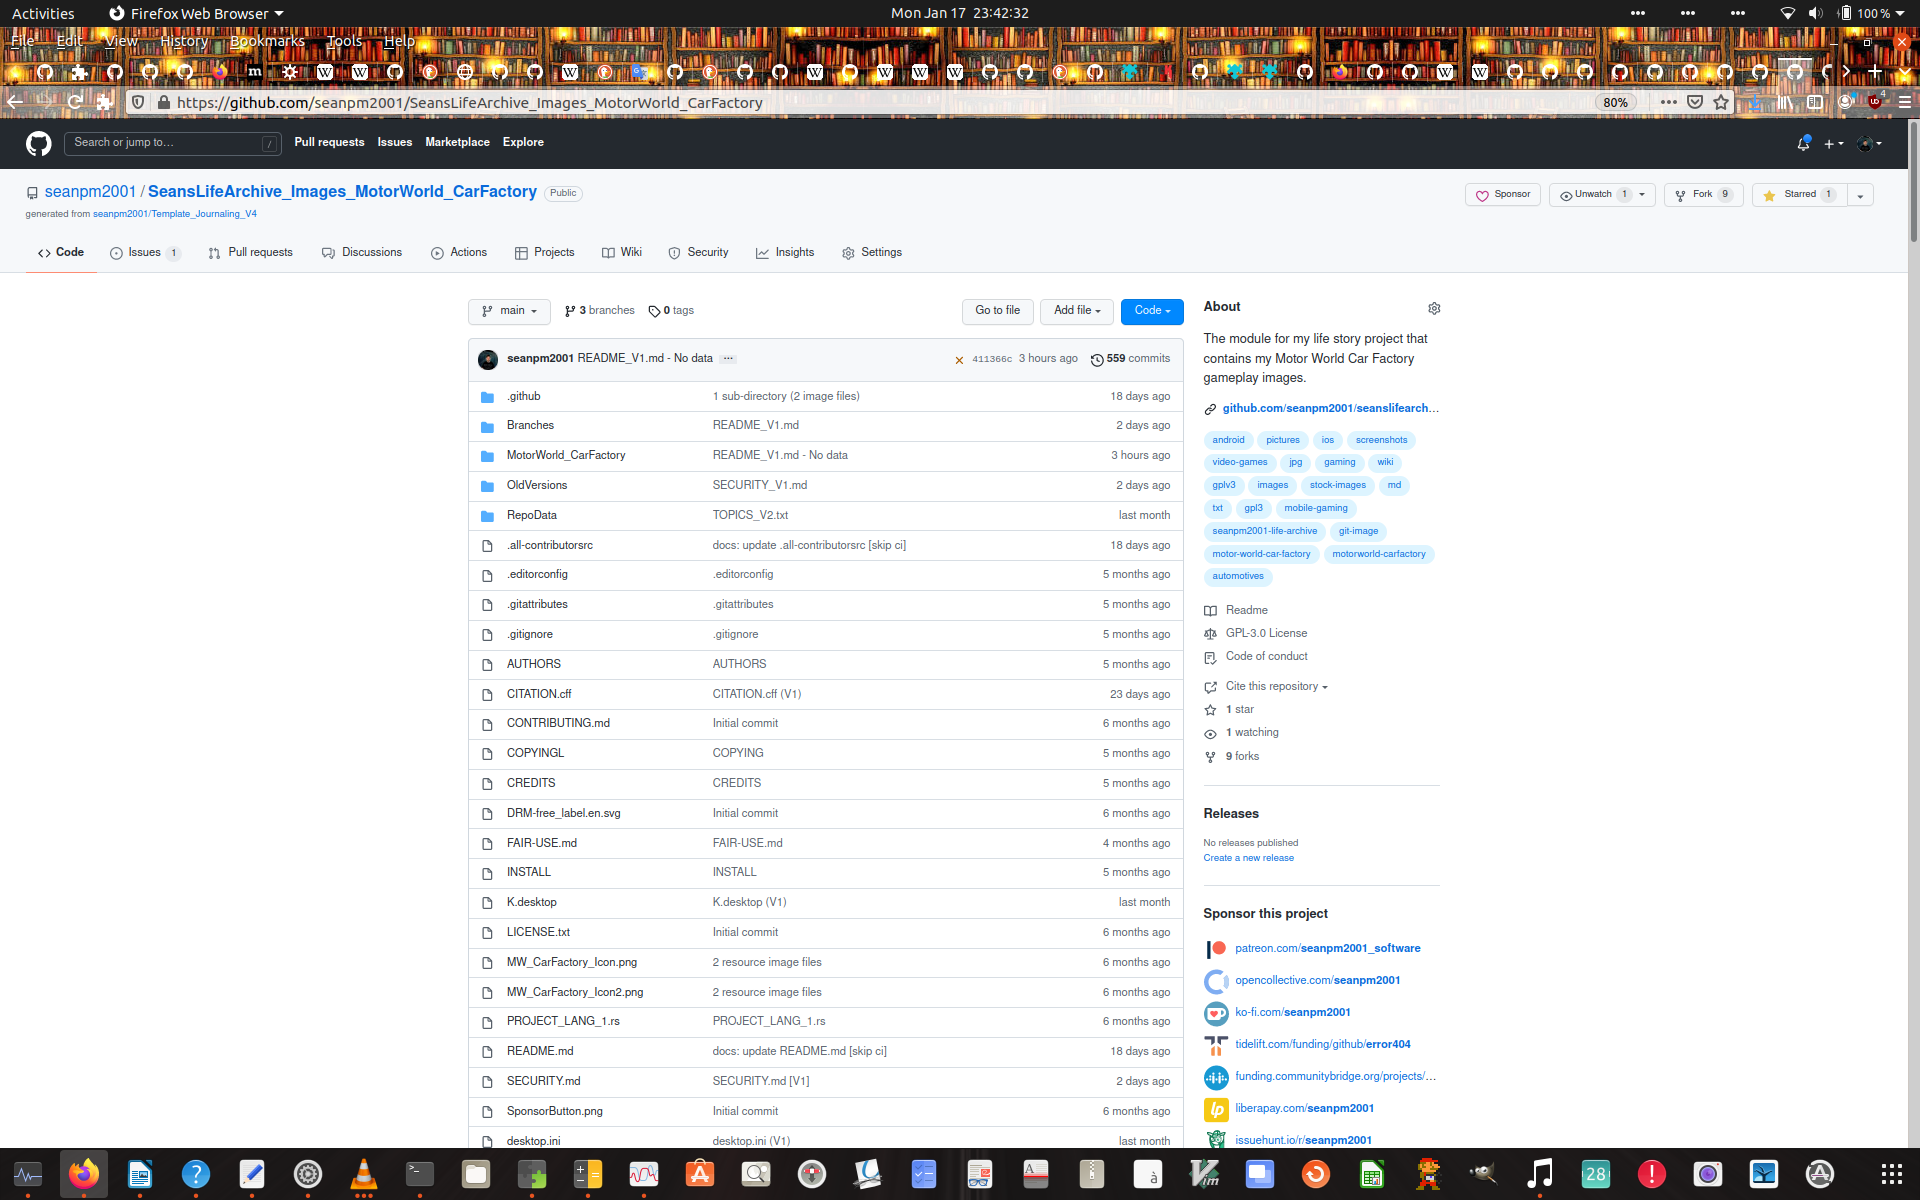 Activities Firefox Web Browser Mon Jan 17 23:42:32 100 %
File Edit View History Bookmarks Tools Help
https://github.com/seanpm2001/SeansLifeArchive_Images_MotorWorld_CarFactory 80%
Search or jump to… / Pull requests Issues Marketplace Explore
seanpm2001 / SeansLifeArchive_Images_MotorWorld_CarFactory Public
Sponsor Unwatch 1 Fork 9 Starred 1
generated from seanpm2001/Template_Journaling_V4
Code Issues 1 Pull requests Discussions Actions Projects Wiki Security Insights Settings
main 3 branches 0 tags Go to file Add file Code
seanpm2001 README_V1.md - No data ... 411366c 3 hours ago 559 commits
.github 1 sub-directory (2 image files) 18 days ago
Branches README_V1.md 2 days ago
MotorWorld_CarFactory README_V1.md - No data 3 hours ago
OldVersions SECURITY_V1.md 2 days ago
RepoData TOPICS_V2.txt last month
.all-contributorsrc docs: update .all-contributorsrc [skip ci] 18 days ago
.editorconfig .editorconfig 5 months ago
.gitattributes .gitattributes 5 months ago
.gitignore .gitignore 5 months ago
AUTHORS AUTHORS 5 months ago
CITATION.cff CITATION.cff (V1) 23 days ago
CONTRIBUTING.md Initial commit 6 months ago
COPYINGL COPYING 5 months ago
CREDITS CREDITS 5 months ago
DRM-free_label.en.svg Initial commit 6 months ago
FAIR-USE.md FAIR-USE.md 4 months ago
INSTALL INSTALL 5 months ago
K.desktop K.desktop (V1) last month
LICENSE.txt Initial commit 6 months ago
MW_CarFactory_Icon.png 2 resource image files 6 months ago
MW_CarFactory_Icon2.png 2 resource image files 6 months ago
PROJECT_LANG_1.rs PROJECT_LANG_1.rs 6 months ago
README.md docs: update README.md [skip ci] 18 days ago
SECURITY.md SECURITY.md [V1] 2 days ago
SponsorButton.png Initial commit 6 months ago
desktop.ini desktop.ini (V1) last month
About
The module for my life story project that
contains my Motor World Car Factory
gameplay images.
github.com/seanpm2001/seanslifearch…
android pictures ios screenshots
video-games jpg gaming wiki
gplv3 images stock-images md
txt gpl3 mobile-gaming
seanpm2001-life-archive git-image
motor-world-car-factory motorworld-carfactory
automotives
Readme
GPL-3.0 License
Code of conduct
Cite this repository
1 star
1 watching
9 forks
Releases
No releases published
Create a new release
Sponsor this project
patreon.com/seanpm2001_software
opencollective.com/seanpm2001
ko-fi.com/seanpm2001
tidelift.com/funding/github/error404
funding.communitybridge.org/projects/…
liberapay.com/seanpm2001
issuehunt.io/r/seanpm2001
28